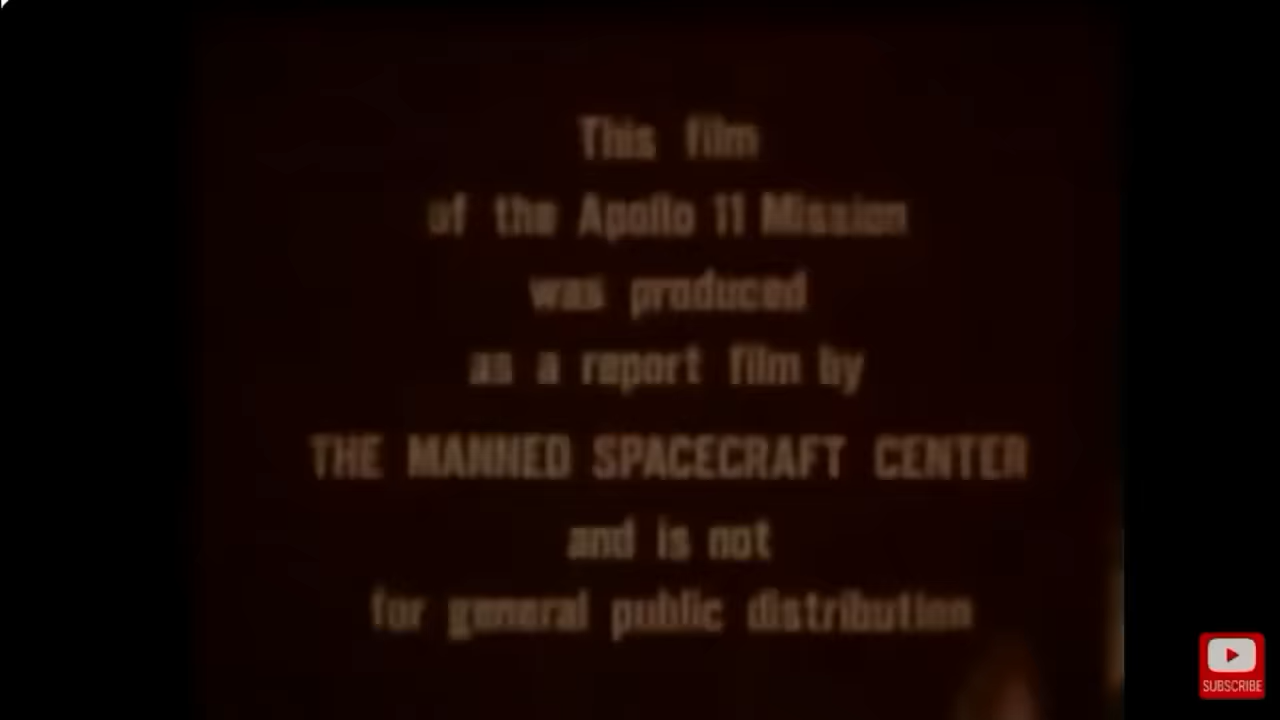 This film
of the Apollo 11 Mission
was produced
as a report film by
THE MANNED SPACECRAFT CENTER
and is not
for general public distribution
SUBSCRIBE